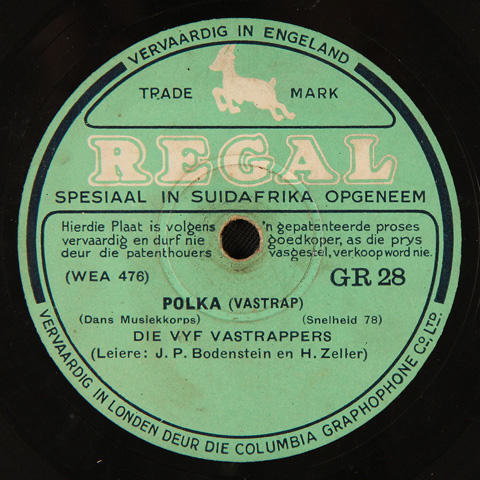 VERVAARDIG IN ENGELAND
TRADE MARK
REGAL
SPESIAAL IN SUIDAFRIKA OPGENEEM
Hierdie Plaat is volgens 'n gepatenteerde proses
vervaardig en durf nie goedkoper, as die prys
deur die patenthouers vasgestel, verkoop word nie.
(WEA 476) GR 28
POLKA (VASTRAP)
(Dans Musiekkorps) (Snelheid 78)
DIE VYF VASTRAPPERS
(Leiere: J. P. Bodenstein en H. Zeller)
VERVAARDIG IN LONDEN DEUR DIE COLUMBIA GRAPHOPHONE Co., LTD.